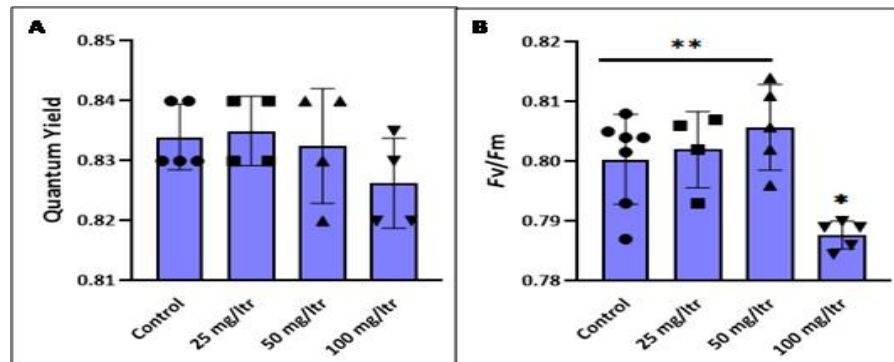 A
Quantum Yield
0.85
0.84
0.83
0.82
0.81
Control
25 mg/ltr
50 mg/ltr
100 mg/ltr
B
Fv/Fm
0.82
0.81
0.80
0.79
0.78
**
*
Control
25 mg/ltr
50 mg/ltr
100 mg/ltr